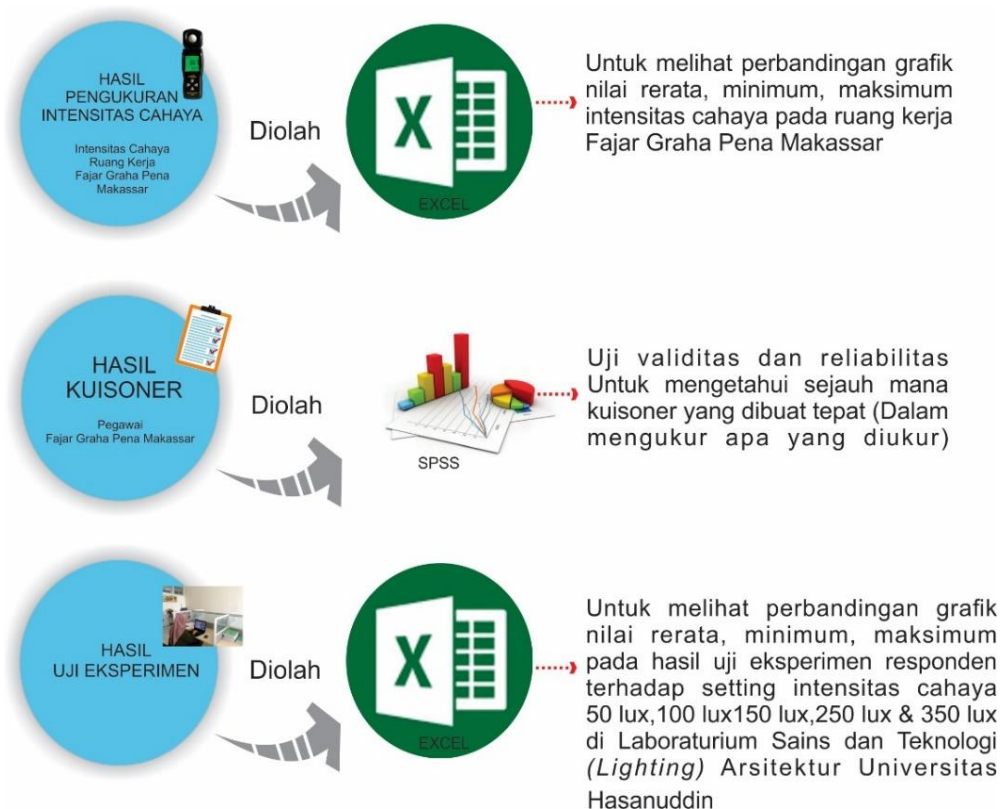 HASIL
PENGUKURAN
INTENSITAS CAHAYA
Intensitas Cahaya
Ruang Kerja
Fajar Graha Pena
Makassar
Diolah
X
EXCEL
Untuk melihat perbandingan grafik
nilai rerata, minimum, maksimum
intensitas cahaya pada ruang kerja
Fajar Graha Pena Makassar
HASIL
KUISONER
Pegawai
Fajar Graha Pena Makassar
Diolah
SPSS
Uji validitas dan reliabilitas
Untuk mengetahui sejauh mana
kuisoner yang dibuat tepat (Dalam
mengukur apa yang diukur)
HASIL
UJI EKSPERIMEN
Diolah
X
EXCEL
Untuk melihat perbandingan grafik
nilai rerata, minimum, maksimum
pada hasil uji eksperimen responden
terhadap setting intensitas cahaya
50 lux,100 lux150 lux,250 lux & 350 lux
di Laboraturium Sains dan Teknologi
(Lighting) Arsitektur Universitas
Hasanuddin